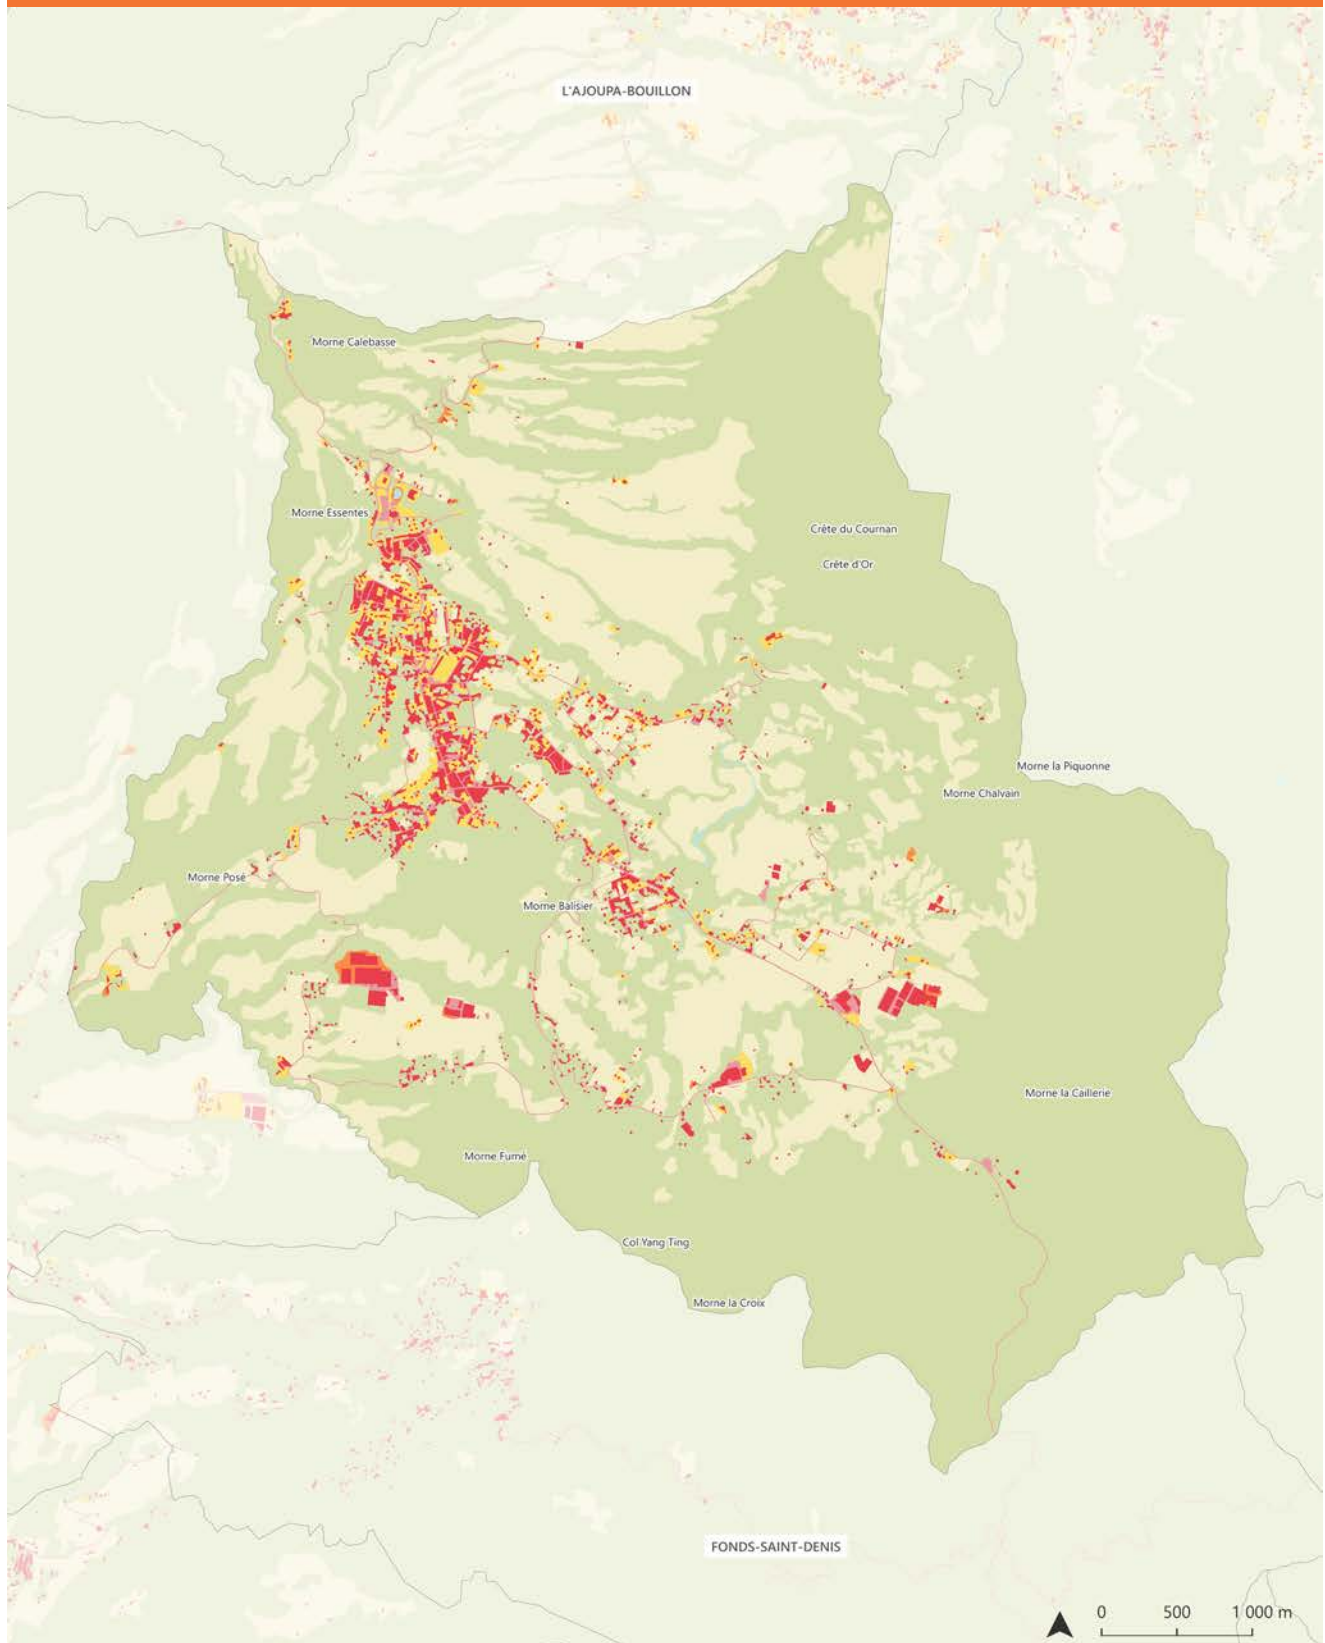 L'AJOUPA-BOUILLON
Morne Calebasse
Morne Essentes
Crête du Cournan
Crête d'Or
Morne la Piquonne
Morne Chalvain
Morne Posé
Morne Balisier
Morne la Caillerie
Morne Fumé
Col Yang Ting
Morne la Croix
FONDS-SAINT-DENIS
0 500 1 000 m